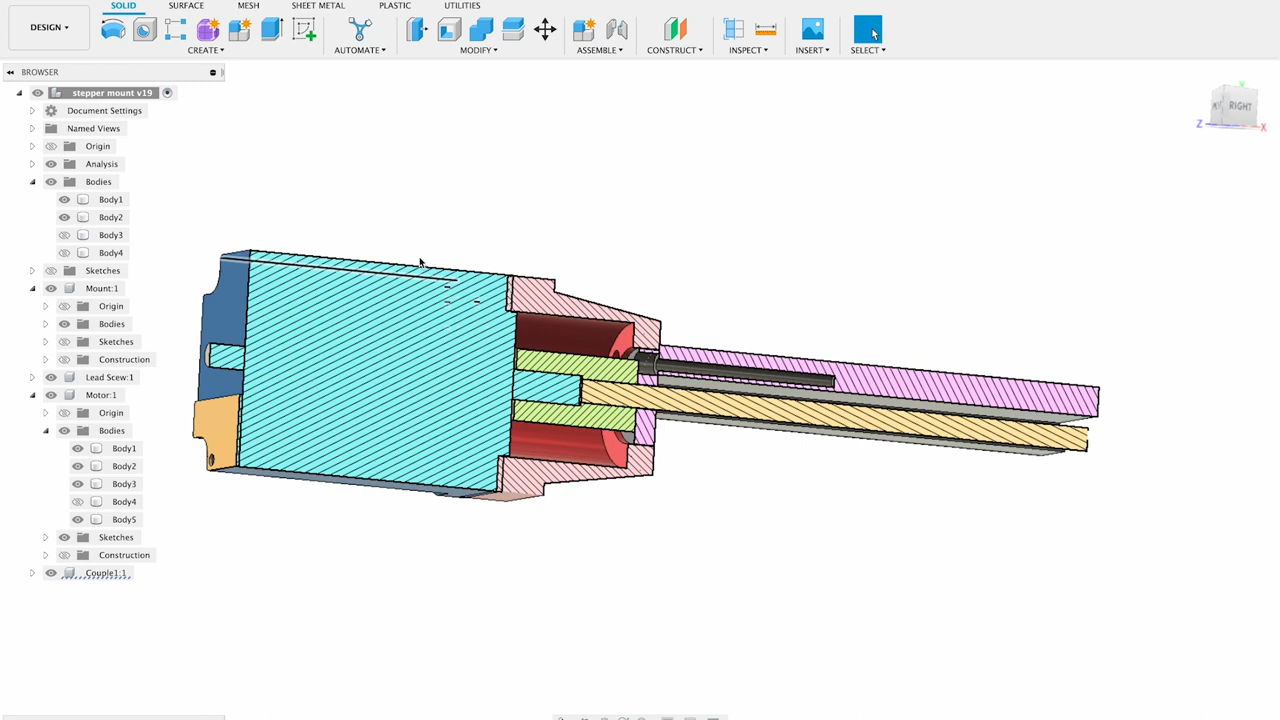 SOLID SURFACE MESH SHEET METAL PLASTIC UTILITIES
DESIGN
CREATE AUTOMATE MODIFY ASSEMBLE CONSTRUCT INSPECT INSERT SELECT
BROWSER
stepper mount v19
Document Settings
Named Views
Origin
Analysis
Bodies
Body1
Body2
Body3
Body4
Sketches
Mount:1
Origin
Bodies
Sketches
Construction
Lead Screw:1
Motor:1
Origin
Bodies
Body1
Body2
Body3
Body4
Body5
Sketches
Construction
Couple1:1
Y
RIGHT
Z X